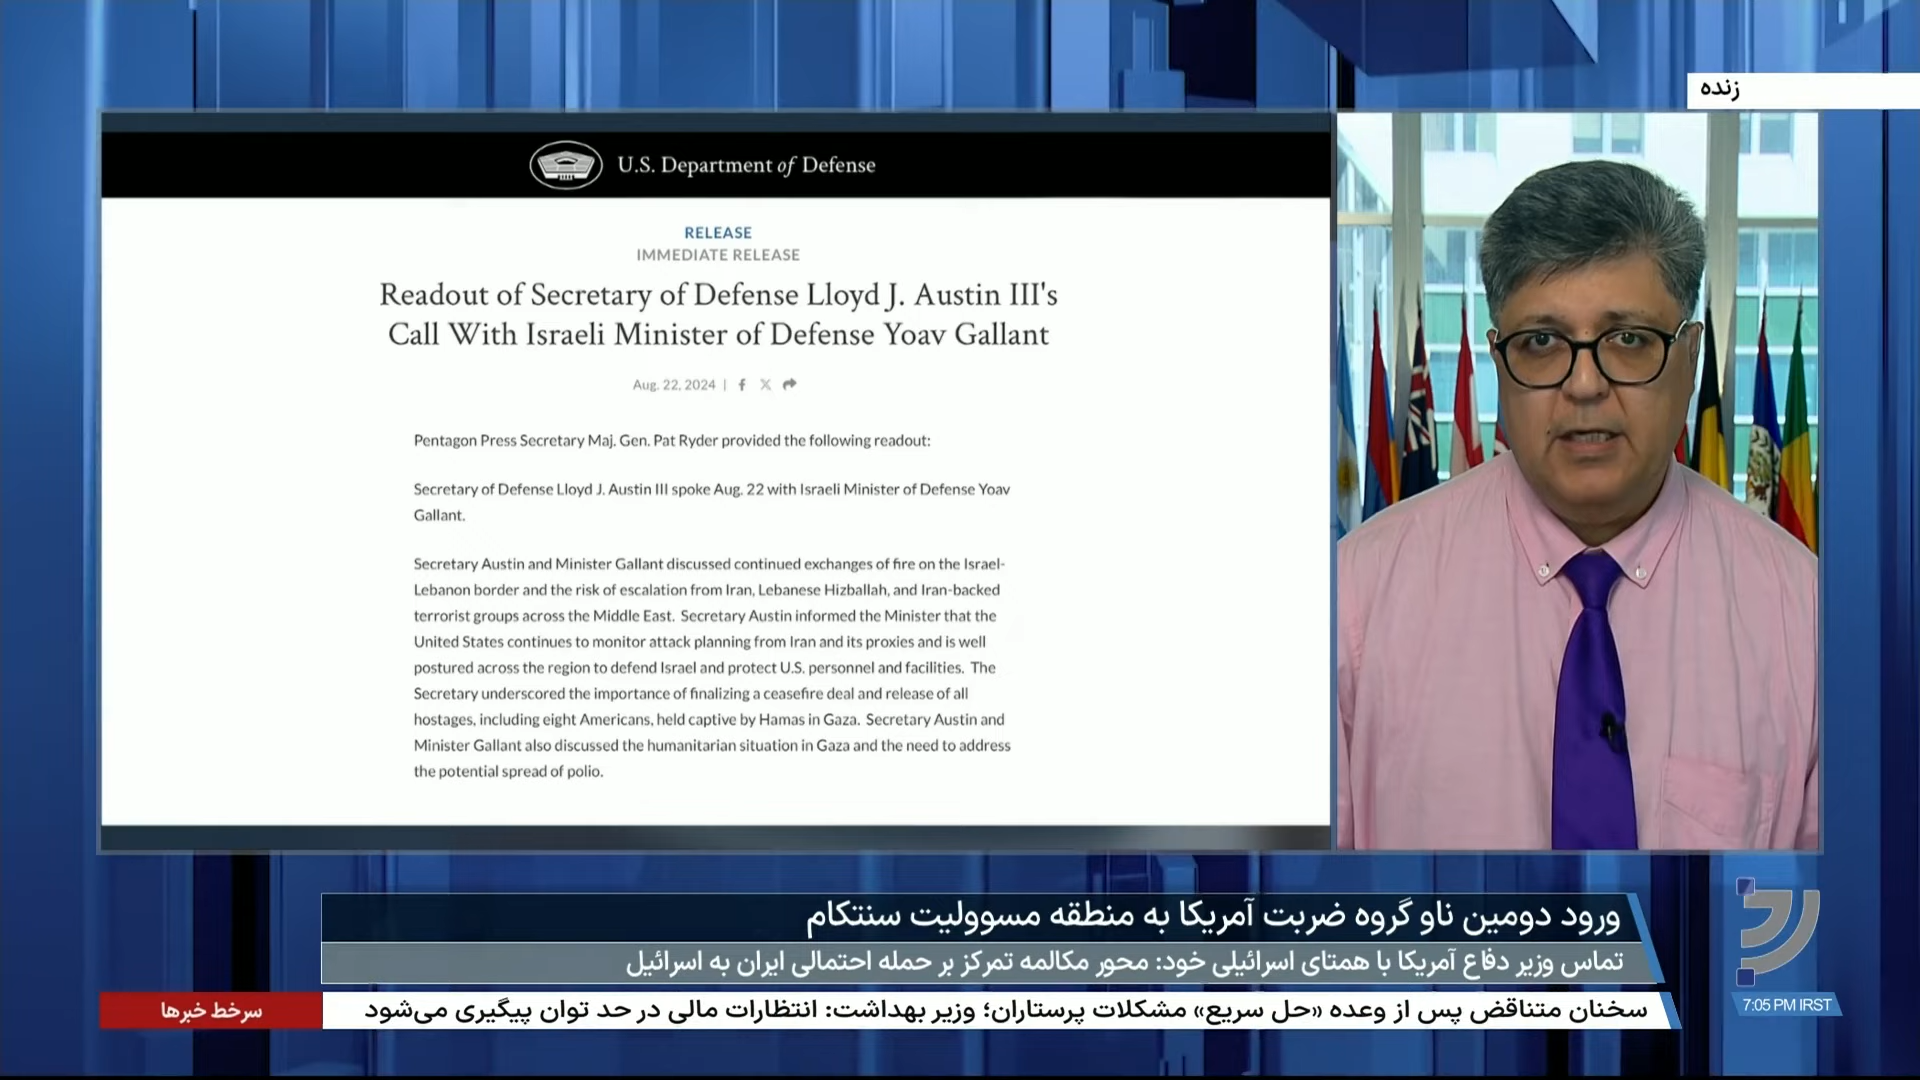 زنده
U.S. Department of Defense
RELEASE
IMMEDIATE RELEASE
Readout of Secretary of Defense Lloyd J. Austin III's
Call With Israeli Minister of Defense Yoav Gallant
Aug. 22, 2024 |
Pentagon Press Secretary Maj. Gen. Pat Ryder provided the following readout:
Secretary of Defense Lloyd J. Austin III spoke Aug. 22 with Israeli Minister of Defense Yoav
Gallant.
Secretary Austin and Minister Gallant discussed continued exchanges of fire on the Israel-
Lebanon border and the risk of escalation from Iran, Lebanese Hizballah, and Iran-backed
terrorist groups across the Middle East. Secretary Austin informed the Minister that the
United States continues to monitor attack planning from Iran and its proxies and is well
postured across the region to defend Israel and protect U.S. personnel and facilities. The
Secretary underscored the importance of finalizing a ceasefire deal and release of all
hostages, including eight Americans, held captive by Hamas in Gaza. Secretary Austin and
Minister Gallant also discussed the humanitarian situation in Gaza and the need to address
the potential spread of polio.
ورود دومین ناو گروه ضربت آمریکا به منطقه مسوولیت سنتکام
تماس وزیر دفاع آمریکا با همتای اسرائیلی خود: محور مکالمه تمرکز بر حمله احتمالی ایران به اسرائیل
سرخط خبرها
سخنان متناقض پس از وعده «حل سریع» مشکلات پرستاران؛ وزیر بهداشت: انتظارات مالی در حد توان پیگیری می‌شود
7:05 PM IRST